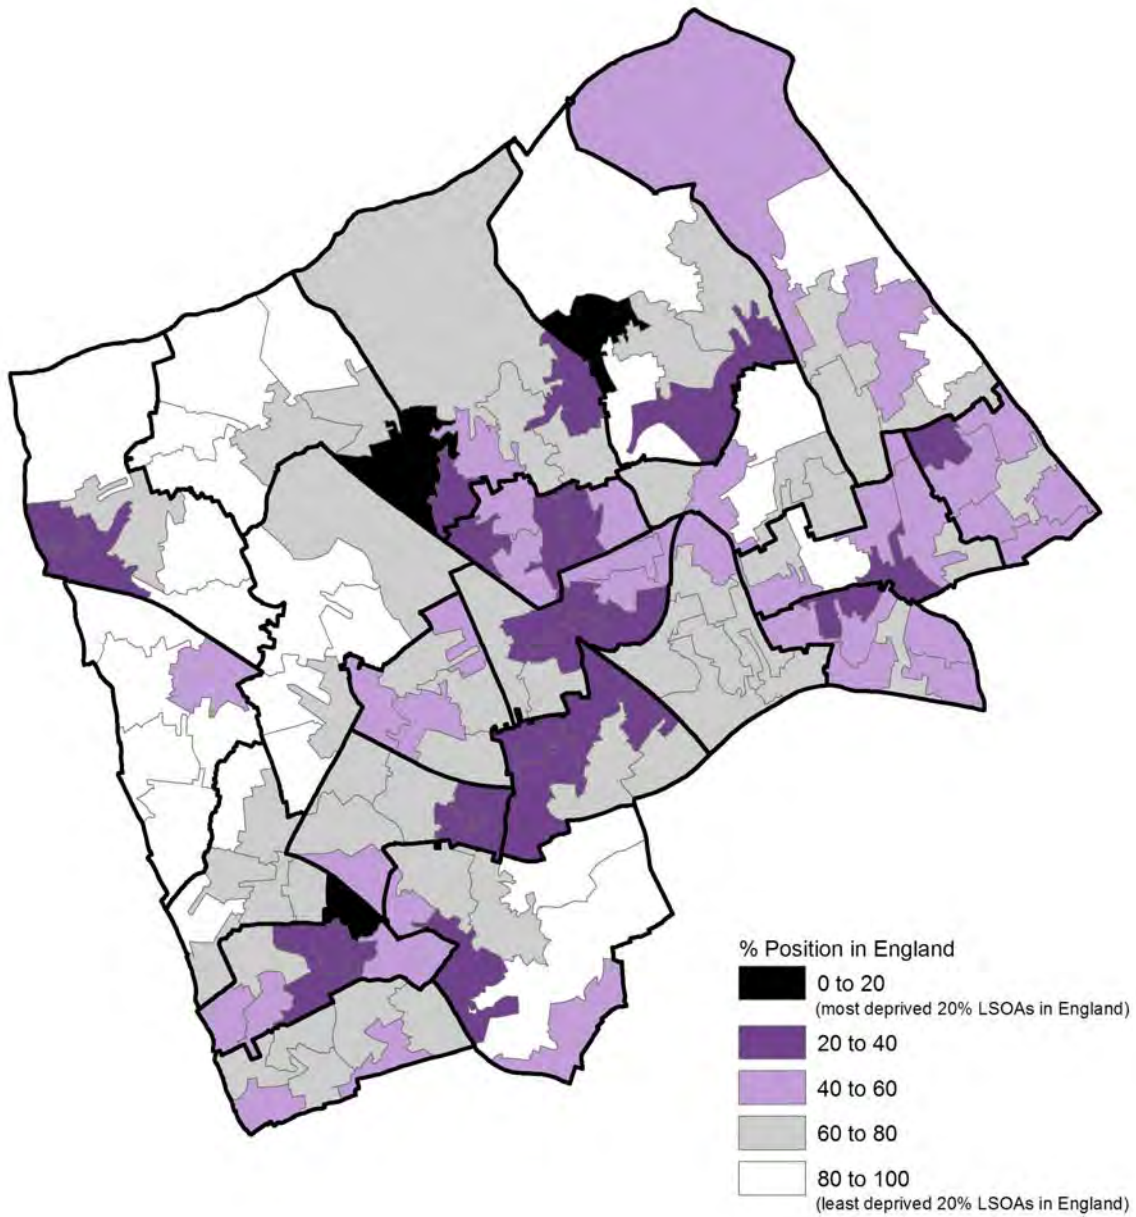 % Position in England
0 to 20
(most deprived 20% LSOAs in England)
20 to 40
40 to 60
60 to 80
80 to 100
(least deprived 20% LSOAs in England)